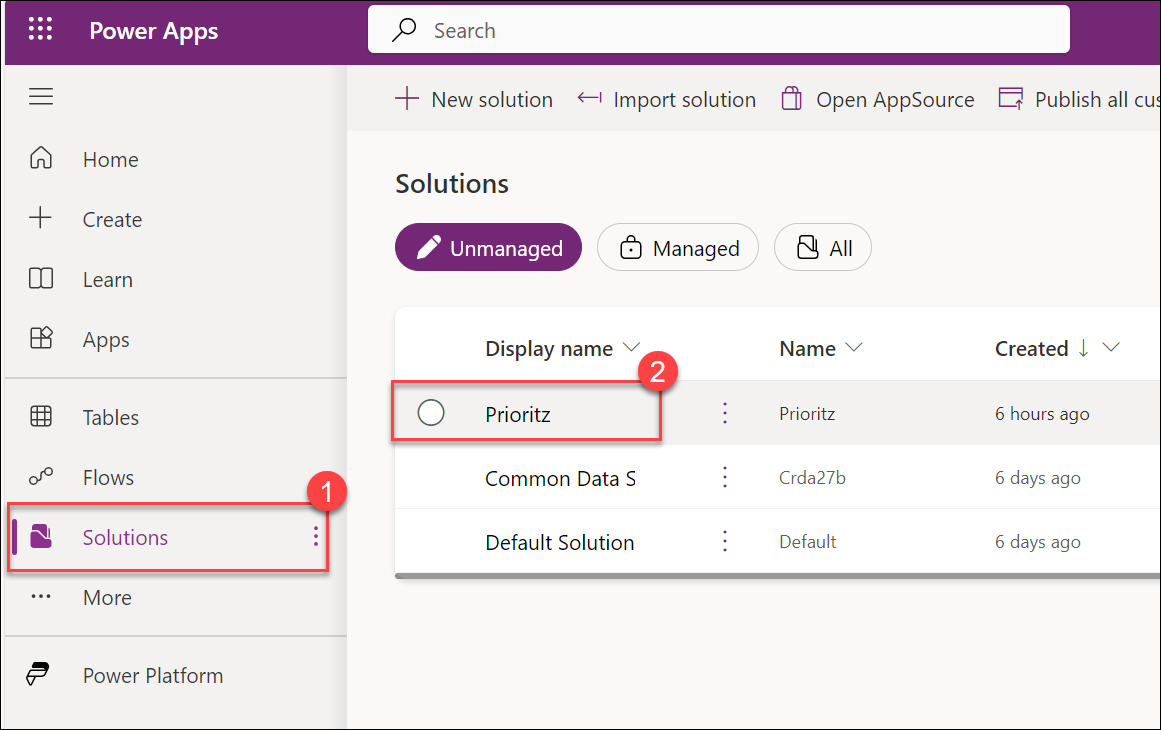 Power Apps
Search
Home
Create
Learn
Apps
Tables
Flows
1
Solutions
More
Power Platform
New solution Import solution Open AppSource Publish all cus
Solutions
Unmanaged Managed All
Display name Name Created
2
Prioritz Prioritz 6 hours ago
Common Data S Crda27b 6 days ago
Default Solution Default 6 days ago